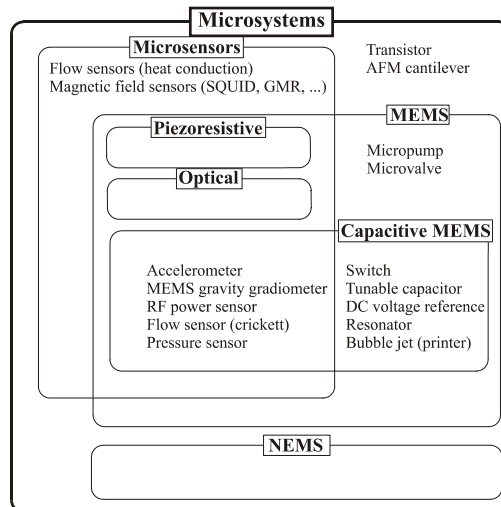 Microsystems
Microsensors
Flow sensors (heat conduction)
Magnetic field sensors (SQUID, GMR, ...)
Transistor
AFM cantilever
MEMS
Micropump
Microvalve
Piezoresistive
Optical
Capacitive MEMS
Accelerometer
MEMS gravity gradiometer
RF power sensor
Flow sensor (crickett)
Pressure sensor
Switch
Tunable capacitor
DC voltage reference
Resonator
Bubble jet (printer)
NEMS